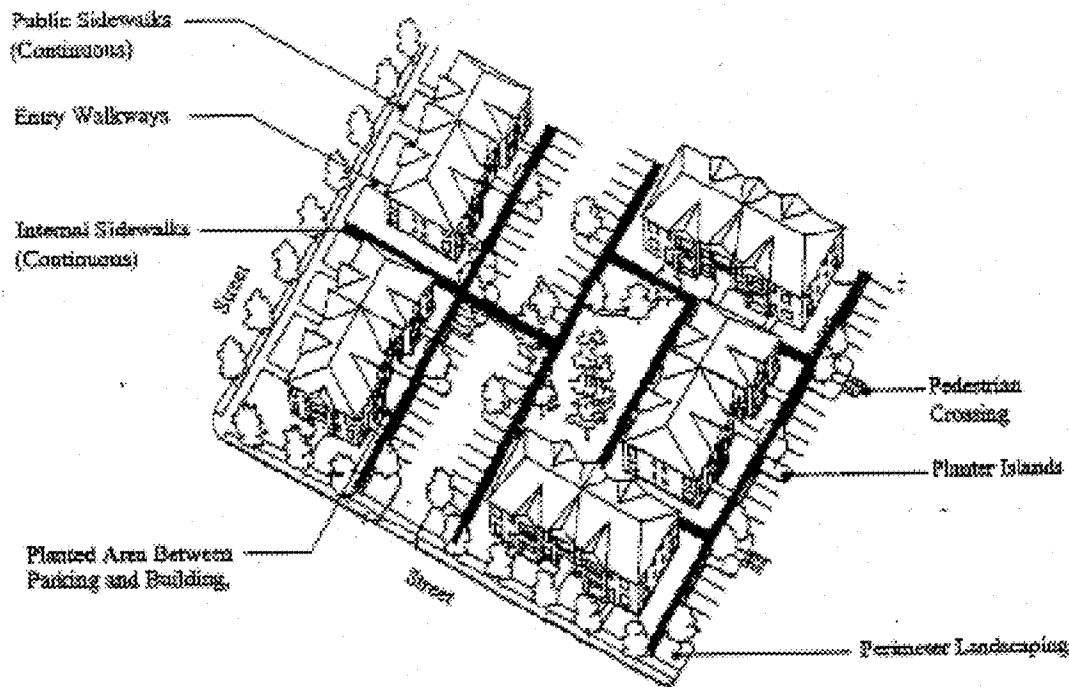 Public Sidewalks
(Continuous)
Entry Walkways
Internal Sidewalks
(Continuous)
Street
Pedestrian
Crossing
Planter Islands
Planted Area Between
Parking and Building,
Street
Perimeter Landscaping